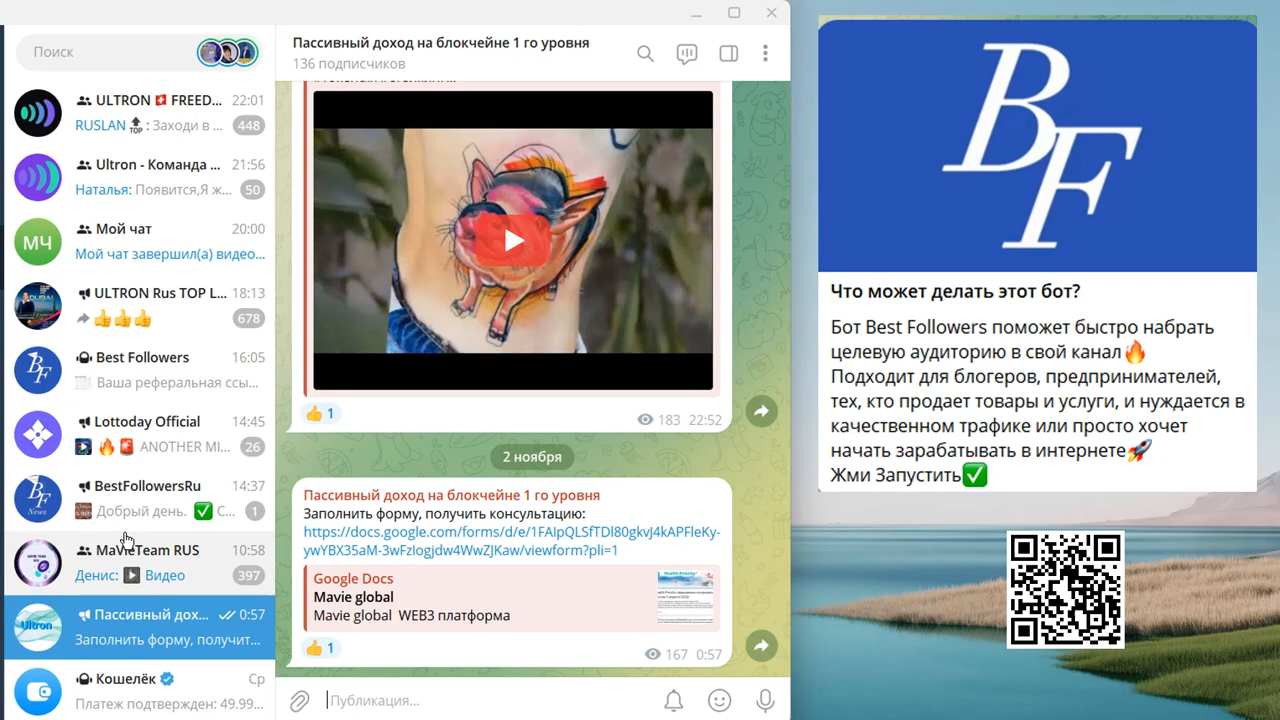 Поиск
ULTRON FREED... 22:01
RUSLAN TOP : Заходи в ... 448
Ultron - Команда ... 21:56
Наталья: Появится,Я ж... 50
МЧ
Мой чат 20:00
Мой чат завершил(а) видео...
ULTRON Rus TOP L... 18:13
678
BF
Best Followers 16:05
Ваша реферальная ссы...
Lottoday Official 14:45
ANOTHER MI... 26
BF
News
BestFollowersRu 14:37
Добрый день. ✅ С... 1
MavieTeam RUS 10:58
Денис: Видео 397
Ultron
Пассивный дох... 0:57
Заполнить форму, получит...
Кошелёк Ср
Платеж подтвержден: 49.99...
Пассивный доход на блокчейне 1 го уровня
136 подписчиков
1
183 22:52
2 ноября
Пассивный доход на блокчейне 1 го уровня
Заполнить форму, получить консультацию:
https://docs.google.com/forms/d/e/1FAIpQLSfTDl80gkvJ4kAPFleKy-
ywYBX35aM-3wFzIogjdw4WwZJKaw/viewform?pli=1
Google Docs
Mavie global
Mavie global WEB3 платформа
1
167 0:57
Публикация...
BF
Что может делать этот бот?
Бот Best Followers поможет быстро набрать
целевую аудиторию в свой канал🔥
Подходит для блогеров, предпринимателей,
тех, кто продает товары и услуги, и нуждается в
качественном трафике или просто хочет
начать зарабатывать в интернете🚀
Жми Запустить✅